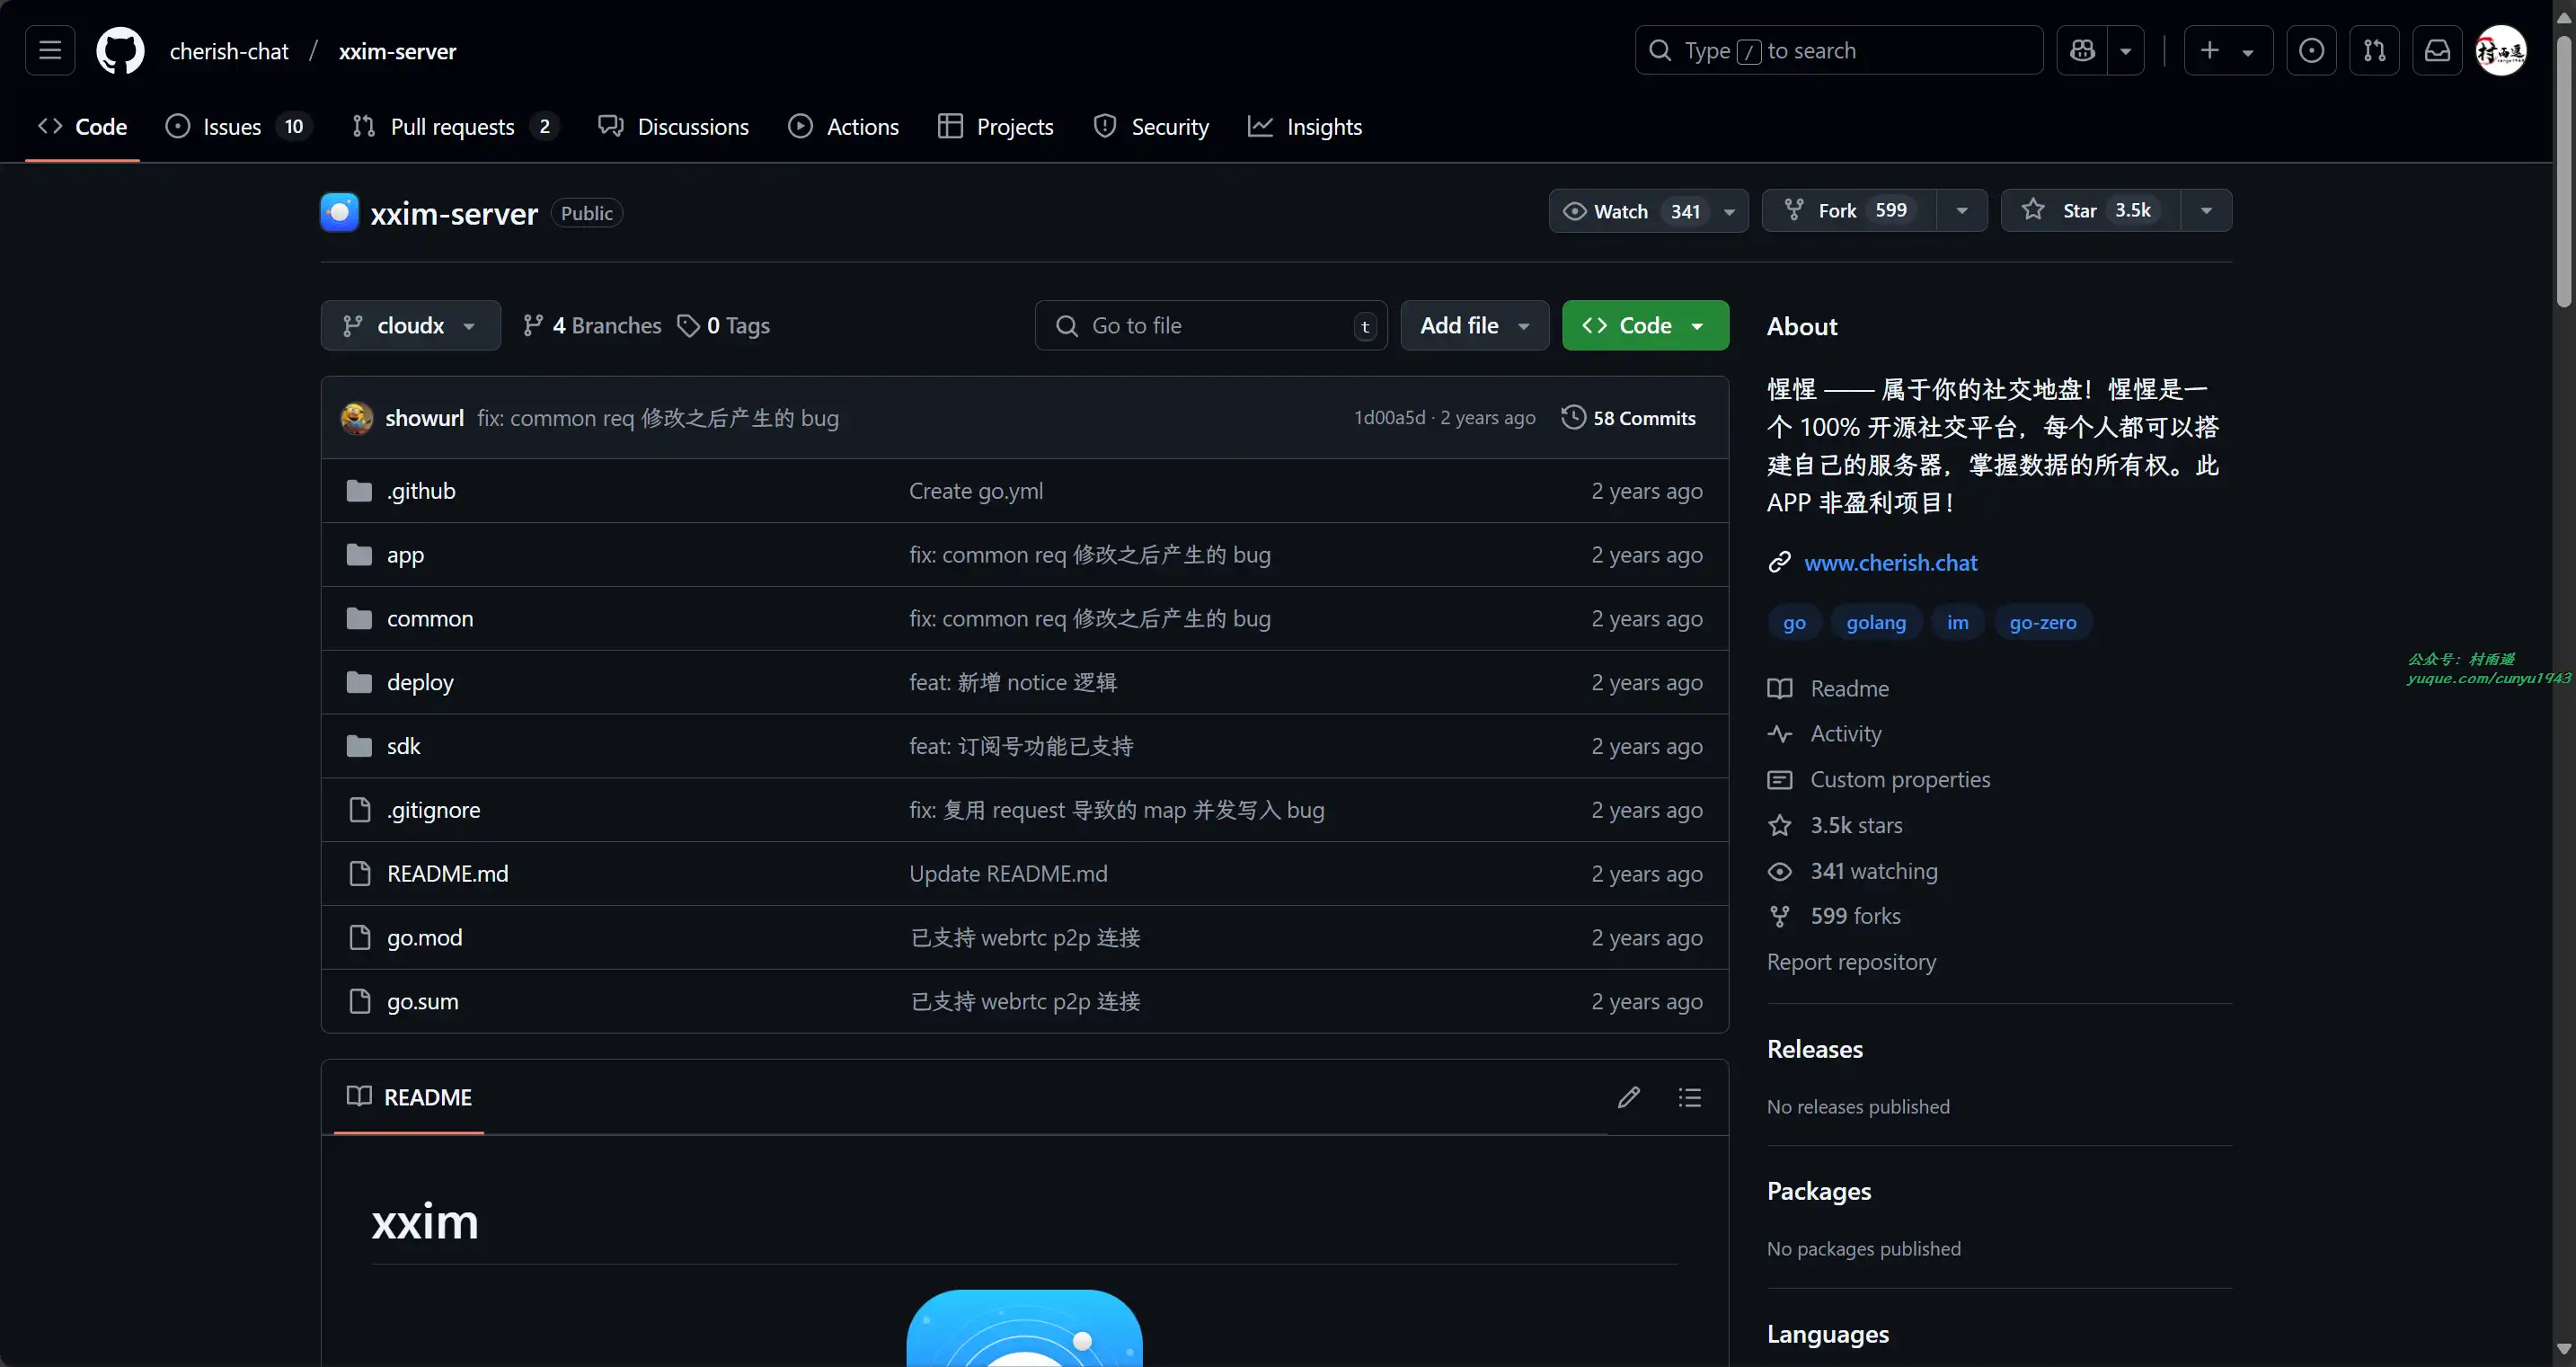 cherish-chat / xxim-server
Type / to search
Code
Issues 10
Pull requests 2
Discussions
Actions
Projects
Security
Insights
xxim-server Public
Watch 341
Fork 599
Star 3.5k
cloudx
4 Branches
0 Tags
Go to file t
Add file
Code
showurl fix: common req 修改之后产生的 bug 1d00a5d · 2 years ago 58 Commits
.github Create go.yml 2 years ago
app fix: common req 修改之后产生的 bug 2 years ago
common fix: common req 修改之后产生的 bug 2 years ago
deploy feat: 新增 notice 逻辑 2 years ago
sdk feat: 订阅号功能已支持 2 years ago
.gitignore fix: 复用 request 导致的 map 并发写入 bug 2 years ago
README.md Update README.md 2 years ago
go.mod 已支持 webrtc p2p 连接 2 years ago
go.sum 已支持 webrtc p2p 连接 2 years ago
README
xxim
About
惺惺 —— 属于你的社交地盘！惺惺是一
个 100% 开源社交平台，每个人都可以搭
建自己的服务器，掌握数据的所有权。此
APP 非盈利项目！
www.cherish.chat
go golang im go-zero
Readme
Activity
Custom properties
3.5k stars
341 watching
599 forks
Report repository
Releases
No releases published
Packages
No packages published
Languages
公众号：村雨遥
yuque.com/cunyu1943